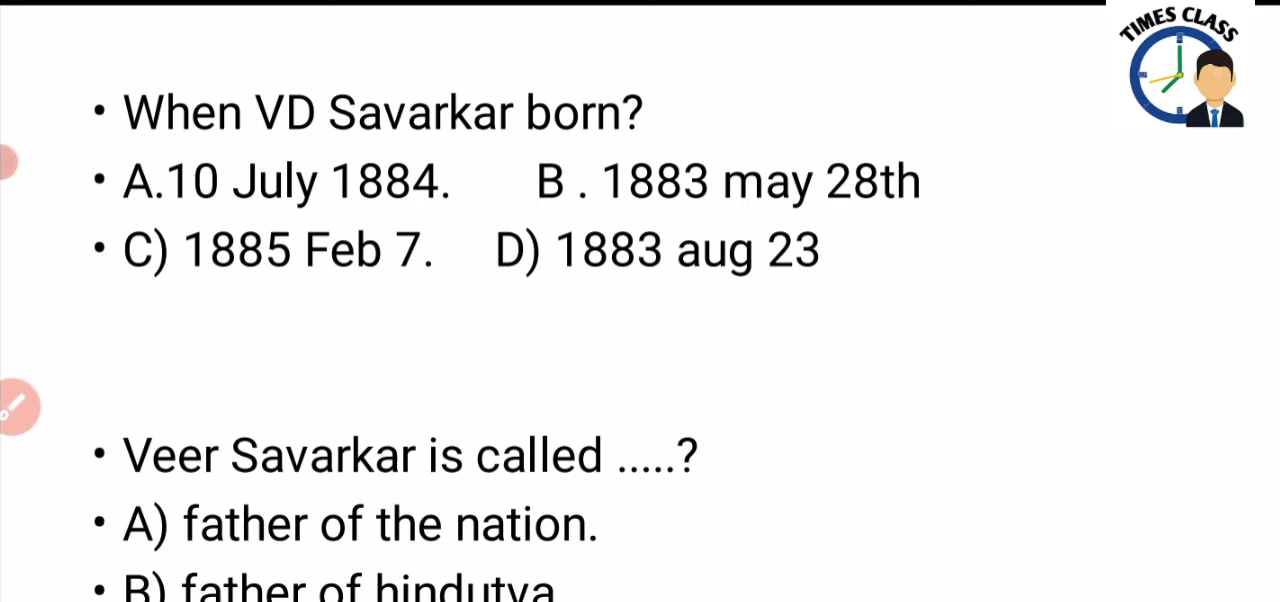 TIMES CLASS
• When VD Savarkar born?
• A.10 July 1884. B . 1883 may 28th
• C) 1885 Feb 7. D) 1883 aug 23
• Veer Savarkar is called .....?
• A) father of the nation.
• B) father of hindutva